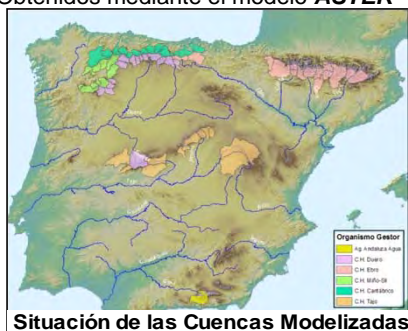 Obtenidos mediante el modelo ASTER
Organismo Gestor
Ag. Andaluza Agua
C.H. Duero
C.H. Ebro
C.H. Miño-Sil
C.H. Cantábrico
C.H. Tajo
Situación de las Cuencas Modelizadas